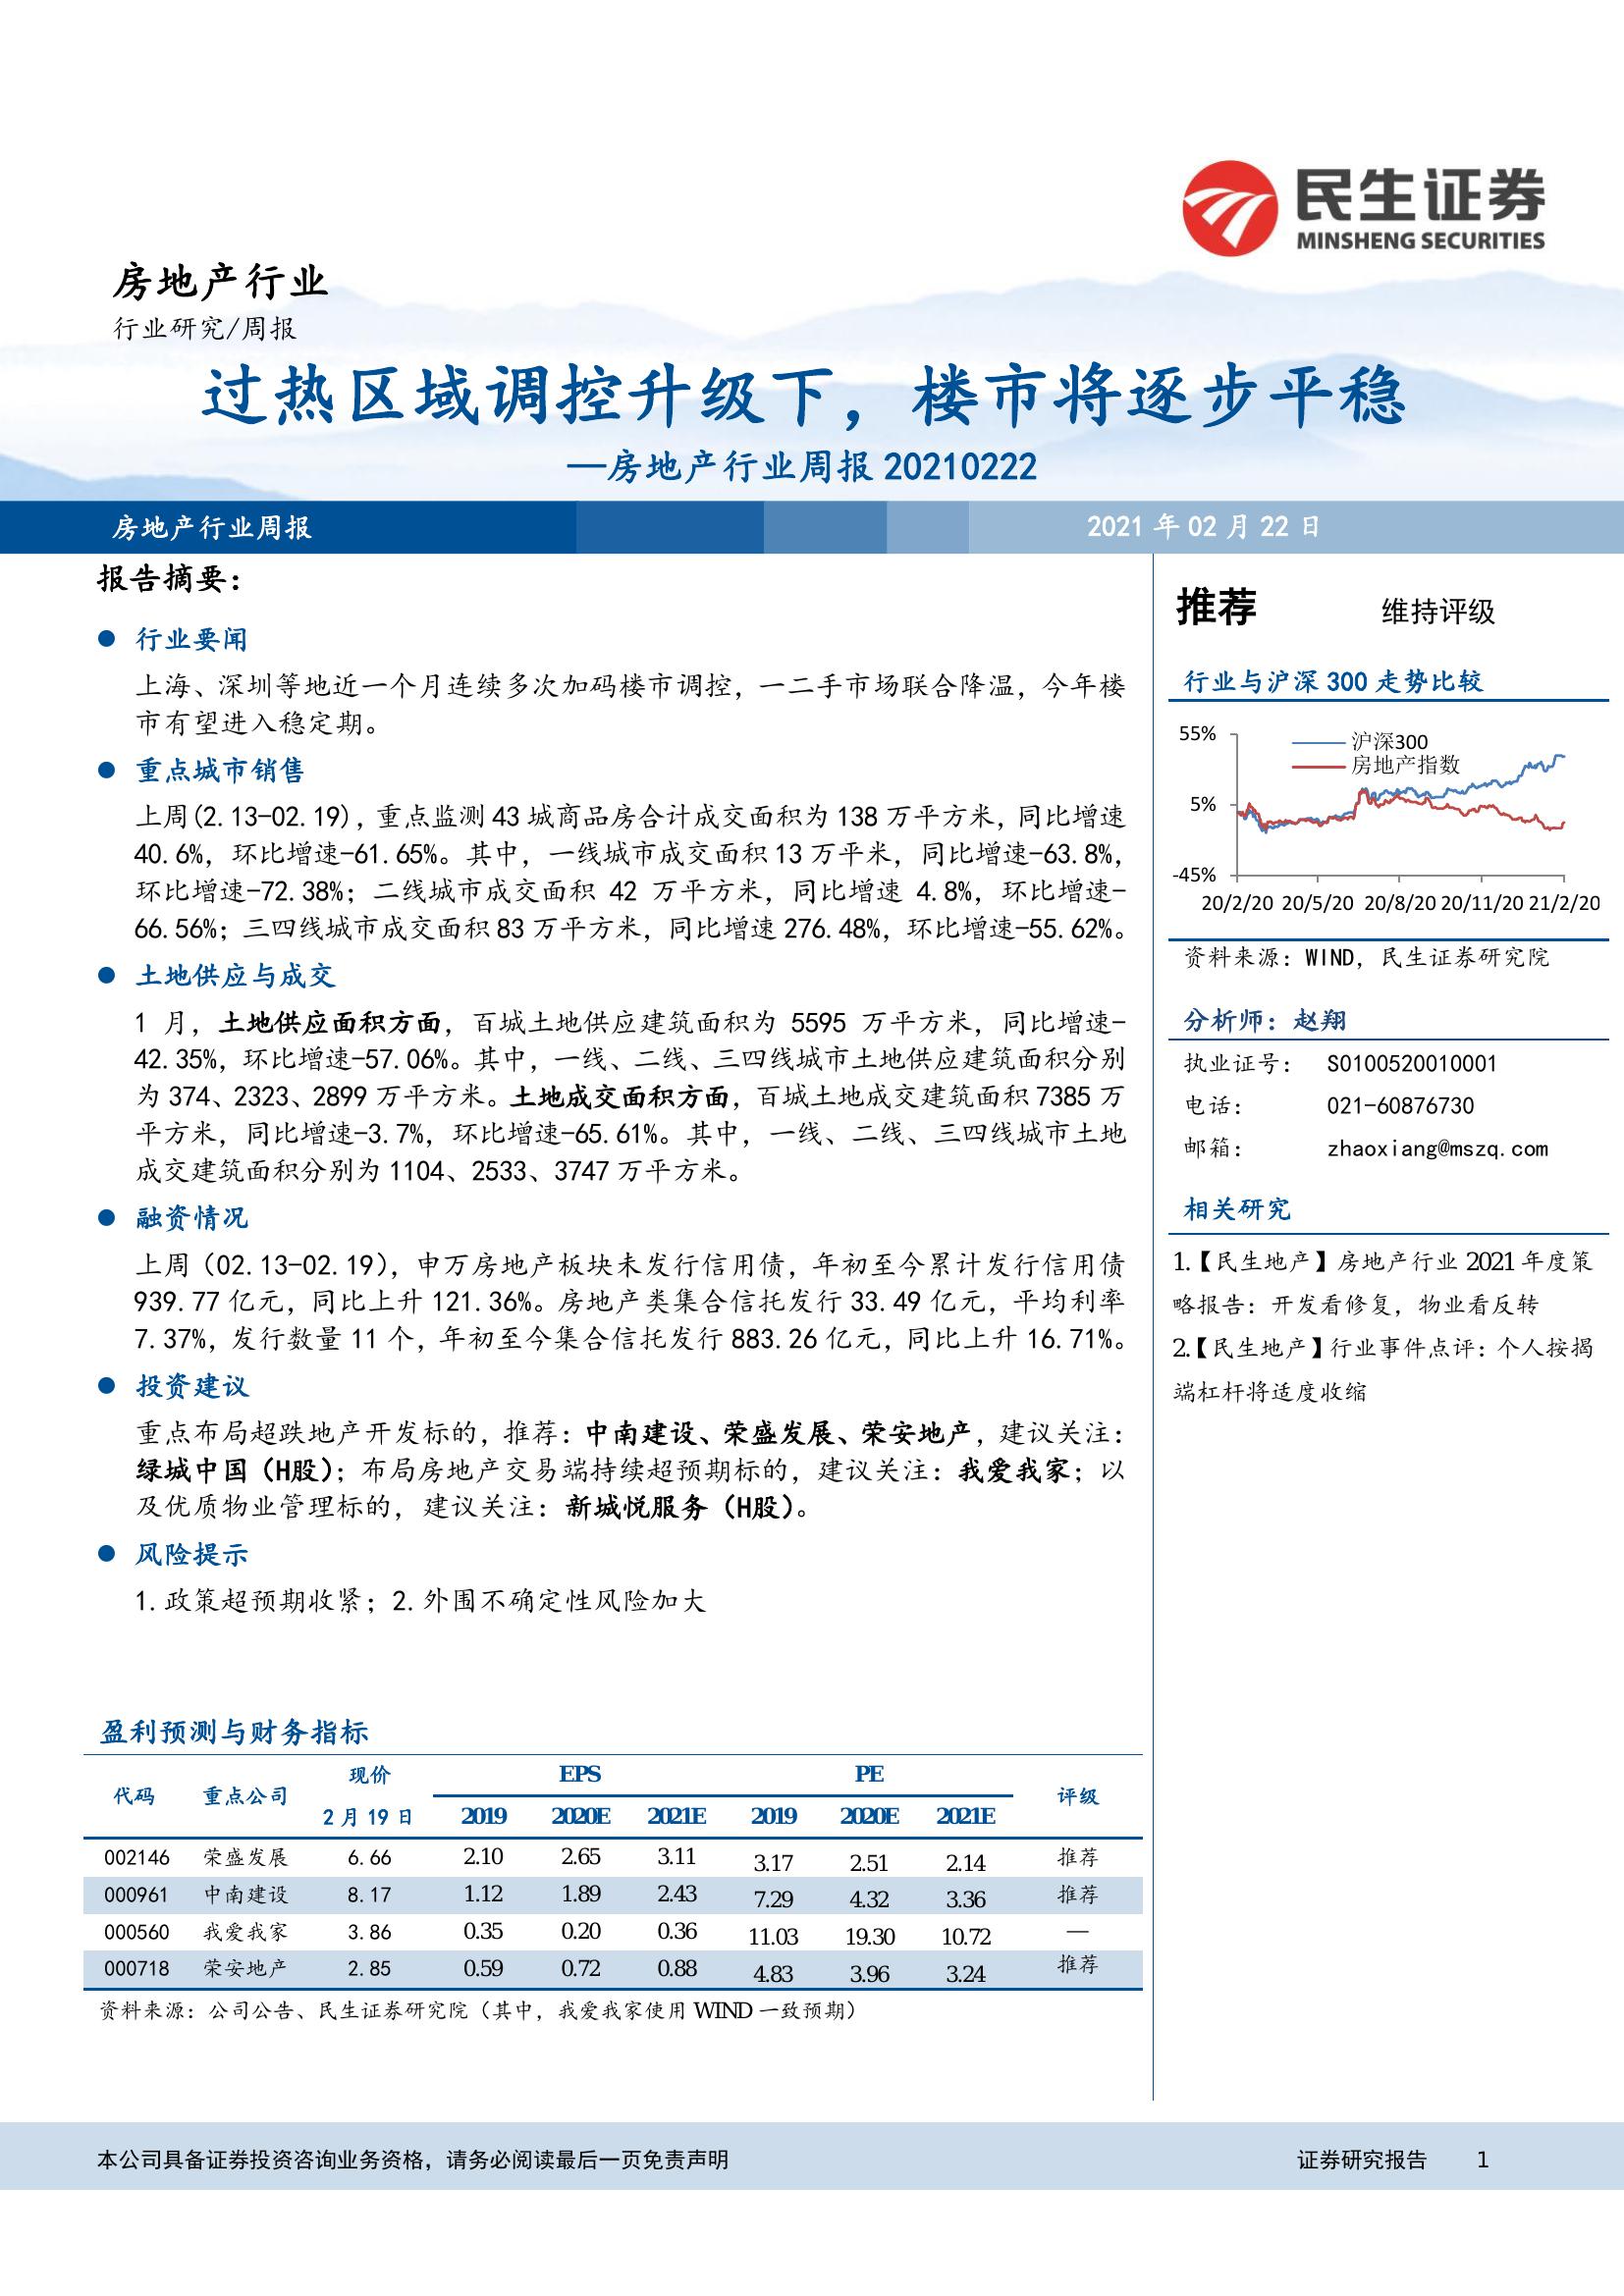 民生证券
MINSHENG SECURITIES
房地产行业
行业研究/周报
过热区域调控升级下，楼市将逐步平稳
—房地产行业周报 20210222
房地产行业周报
2021 年 02 月 22 日
报告摘要：
● 行业要闻
上海、深圳等地近一个月连续多次加码楼市调控，一二手市场联合降温，今年楼
市有望进入稳定期。
● 重点城市销售
上周(2.13-02.19)，重点监测 43 城商品房合计成交面积为 138 万平方米，同比增速
40.6%，环比增速-61.65%。其中，一线城市成交面积 13 万平米，同比增速-63.8%，
环比增速-72.38%；二线城市成交面积 42 万平方米，同比增速 4.8%，环比增速-
66.56%；三四线城市成交面积 83 万平方米，同比增速 276.48%，环比增速-55.62%。
● 土地供应与成交
1 月，土地供应面积方面，百城土地供应建筑面积为 5595 万平方米，同比增速-
42.35%，环比增速-57.06%。其中，一线、二线、三四线城市土地供应建筑面积分别
为 374、2323、2899 万平方米。土地成交面积方面，百城土地成交建筑面积 7385 万
平方米，同比增速-3.7%，环比增速-65.61%。其中，一线、二线、三四线城市土地
成交建筑面积分别为 1104、2533、3747 万平方米。
● 融资情况
上周（02.13-02.19），申万房地产板块未发行信用债，年初至今累计发行信用债
939.77 亿元，同比上升 121.36%。房地产类集合信托发行 33.49 亿元，平均利率
7.37%，发行数量 11 个，年初至今集合信托发行 883.26 亿元，同比上升 16.71%。
● 投资建议
重点布局超跌地产开发标的，推荐：中南建设、荣盛发展、荣安地产，建议关注：
绿城中国（H股）；布局房地产交易端持续超预期标的，建议关注：我爱我家；以
及优质物业管理标的，建议关注：新城悦服务（H股）。
● 风险提示
1.政策超预期收紧；2.外围不确定性风险加大
盈利预测与财务指标
代码 重点公司 现价 EPS PE 评级
2 月 19 日 2019 2020E 2021E 2019 2020E 2021E
002146 荣盛发展 6.66 2.10 2.65 3.11 3.17 2.51 2.14 推荐
000961 中南建设 8.17 1.12 1.89 2.43 7.29 4.32 3.36 推荐
000560 我爱我家 3.86 0.35 0.20 0.36 11.03 19.30 10.72 —
000718 荣安地产 2.85 0.59 0.72 0.88 4.83 3.96 3.24 推荐
资料来源：公司公告、民生证券研究院（其中，我爱我家使用 WIND 一致预期）
推荐 维持评级
行业与沪深 300 走势比较
55%
5%
-45%
沪深300
房地产指数
20/2/20 20/5/20 20/8/20 20/11/20 21/2/20
资料来源：WIND，民生证券研究院
分析师：赵翔
执业证号： S0100520010001
电话： 021-60876730
邮箱： zhaoxiang@mszq.com
相关研究
1.【民生地产】房地产行业 2021 年度策
略报告：开发看修复，物业看反转
2.【民生地产】行业事件点评：个人按揭
端杠杆将适度收缩
本公司具备证券投资咨询业务资格，请务必阅读最后一页免责声明
证券研究报告 1